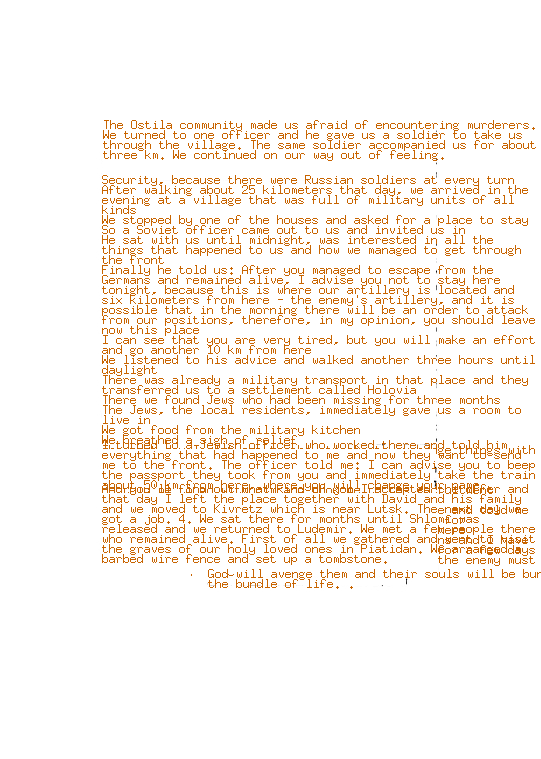 The Ostila community made us afraid of encountering murderers.
We turned to one officer and he gave us a soldier to take us
through the village. The same soldier accompanied us for about
three km. We continued on our way out of feeling.
Security, because there were Russian soldiers at every turn
After walking about 25 kilometers that day, we arrived in the
evening at a village that was full of military units of all
kinds
We stopped by one of the houses and asked for a place to stay
So a Soviet officer came out to us and invited us in
He sat with us until midnight, was interested in all the
things that happened to us and how we managed to get through
the front
Finally he told us: After you managed to escape from the
Germans and remained alive, I advise you not to stay here
tonight, because this is where our artillery is located and
six kilometers from here - the enemy's artillery, and it is
possible that in the morning there will be an order to attack
from our positions, therefore, in my opinion, you should leave
now this place
I can see that you are very tired, but you will make an effort
and go another 10 km from here
We listened to his advice and walked another three hours until
daylight
There was already a military transport in that place and they
transferred us to a settlement called Holovia
There we found Jews who had been missing for three months
The Jews, the local residents, immediately gave us a room to
live in
We got food from the military kitchen
We breathed a sigh of relief
I turned to a Jewish officer who worked there and told him
everything that had happened to me and now they want to send
me to the front. The officer told me: I can advise you to beep
the passport they took from you and immediately take the train
about 50 km from here, where you will change your name
that day I left the place together with David and his family
and we moved to Kivretz which is near Lutsk. The next day we
got a job. 4. We sat there for months until Shlomo was
released and we returned to Ludemir. We met a few people there
who remained alive. First of all we gathered and went to visit
the graves of our holy loved ones in Piatidan. We arranged a
barbed wire fence and set up a tombstone.
the enemy must
God will avenge them and their souls will be bur
the bundle of life. .